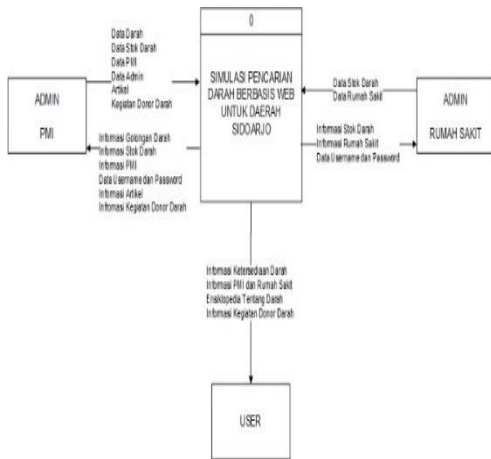 Data Darah
Data Stok Darah
Data PMI
Data Admin
Artikel
Kegiatan Donor Darah
0
SIMULASI PENCARIAN
DARAH BERBASIS WEB
UNTUK DAERAH
SIDOARJO
ADMIN
PMI
Data Stok Darah
Data Rumah Sakit
ADMIN
RUMAH SAKIT
Informasi Golongan Darah
Informasi Stok Darah
Informasi PMI
Data Username dan Password
Informasi Artikel
Infromasi Kegiatan Donor Darah
Informasi Stok Darah
Informasi Rumah Sakit
Data Username and Password
Informasi Ketersediaan Darah
Informasi PMI dan Rumah Sakit
Ensiklopedia Tentang Darah
Informasi Kegiatan Donor Darah
USER